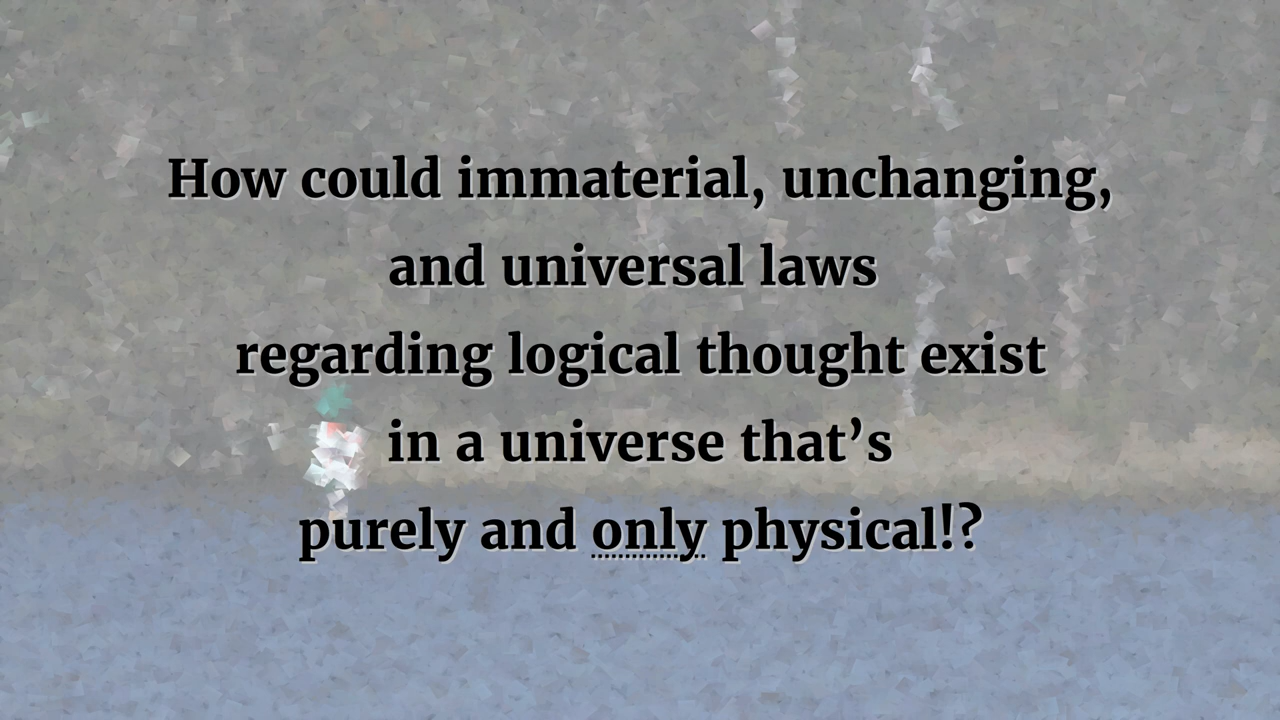 How could immaterial, unchanging,
and universal laws
regarding logical thought exist
in a universe that’s
purely and only physical!?